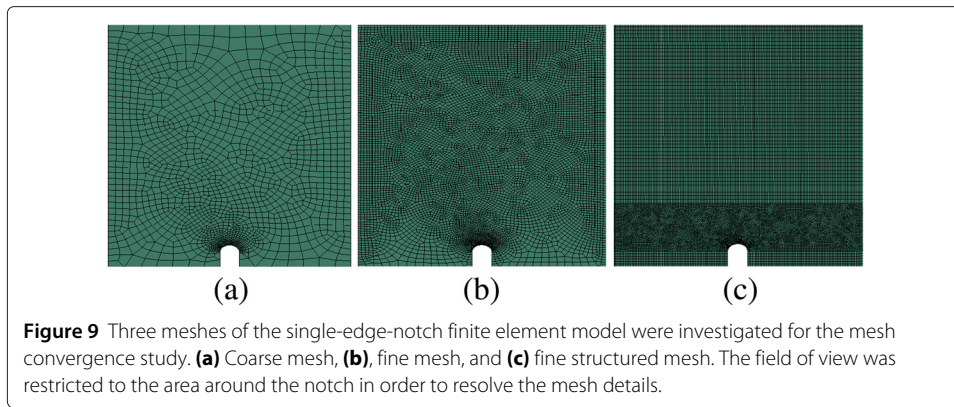 (a) (b) (c)
Figure 9 Three meshes of the single-edge-notch finite element model were investigated for the mesh
convergence study. (a) Coarse mesh, (b), fine mesh, and (c) fine structured mesh. The field of view was
restricted to the area around the notch in order to resolve the mesh details.